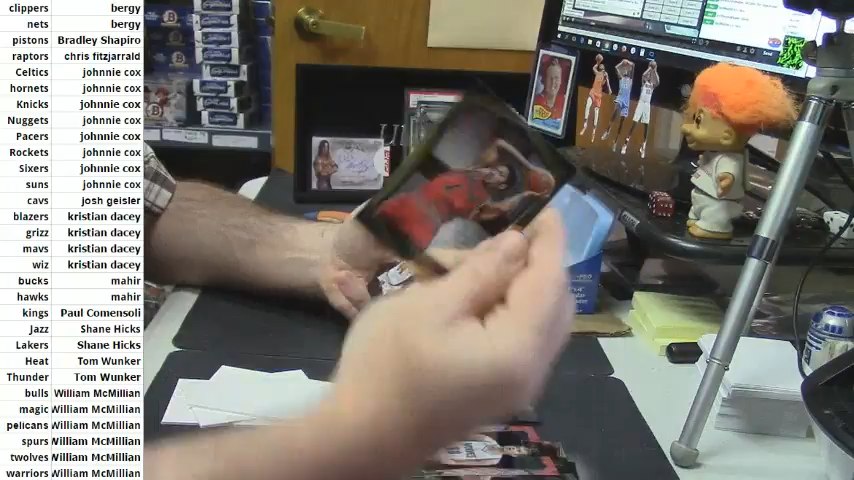 clippers bergy
nets bergy
pistons Bradley Shapiro
raptors chris fitzjarrald
Celtics johnnie cox
hornets johnnie cox
Knicks johnnie cox
Nuggets johnnie cox
Pacers johnnie cox
Rockets johnnie cox
Sixers johnnie cox
suns johnnie cox
cavs josh geisler
blazers kristian dacey
grizz kristian dacey
mavs kristian dacey
wiz kristian dacey
bucks mahir
hawks mahir
kings Paul Comensoli
Jazz Shane Hicks
Lakers Shane Hicks
Heat Tom Wunker
Thunder Tom Wunker
bulls William McMillian
magic William McMillian
pelicans William McMillian
spurs William McMillian
twolves William McMillian
warriors William McMillian